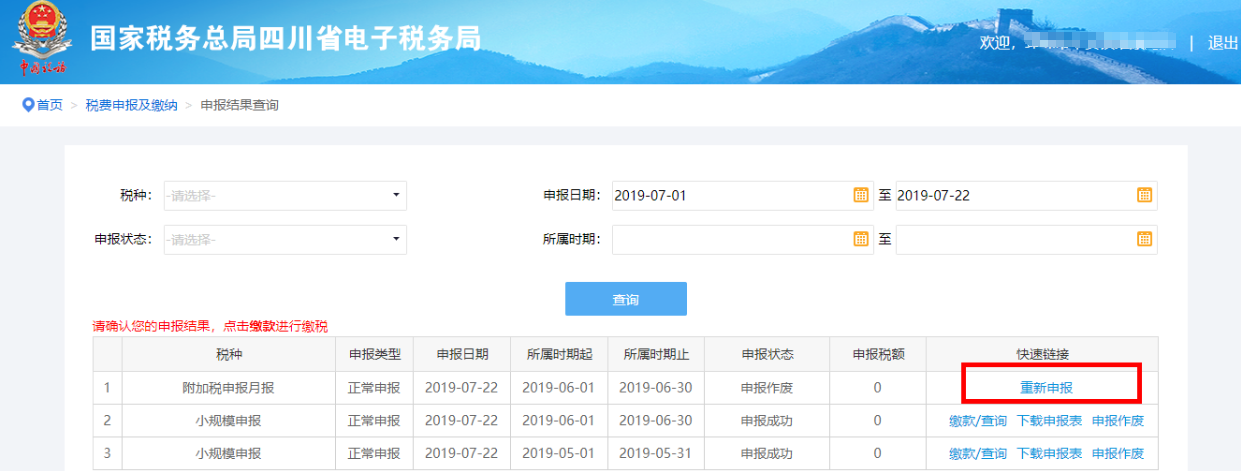 国家税务总局四川省电子税务局
欢迎, | 退出
中国税务
首页 > 税费申报及缴纳 > 申报结果查询
税种: -请选择- 申报日期: 2019-07-01 至 2019-07-22
申报状态: -请选择- 所属时期: 至
查询
请确认您的申报结果，点击缴款进行缴税
税种 申报类型 申报日期 所属时期起 所属时期止 申报状态 申报税额 快速链接
1 附加税申报月报 正常申报 2019-07-22 2019-06-01 2019-06-30 申报作废 0 重新申报
2 小规模申报 正常申报 2019-07-22 2019-06-01 2019-06-30 申报成功 0 缴款/查询 下载申报表 申报作废
3 小规模申报 正常申报 2019-07-22 2019-05-01 2019-05-31 申报成功 0 缴款/查询 下载申报表 申报作废